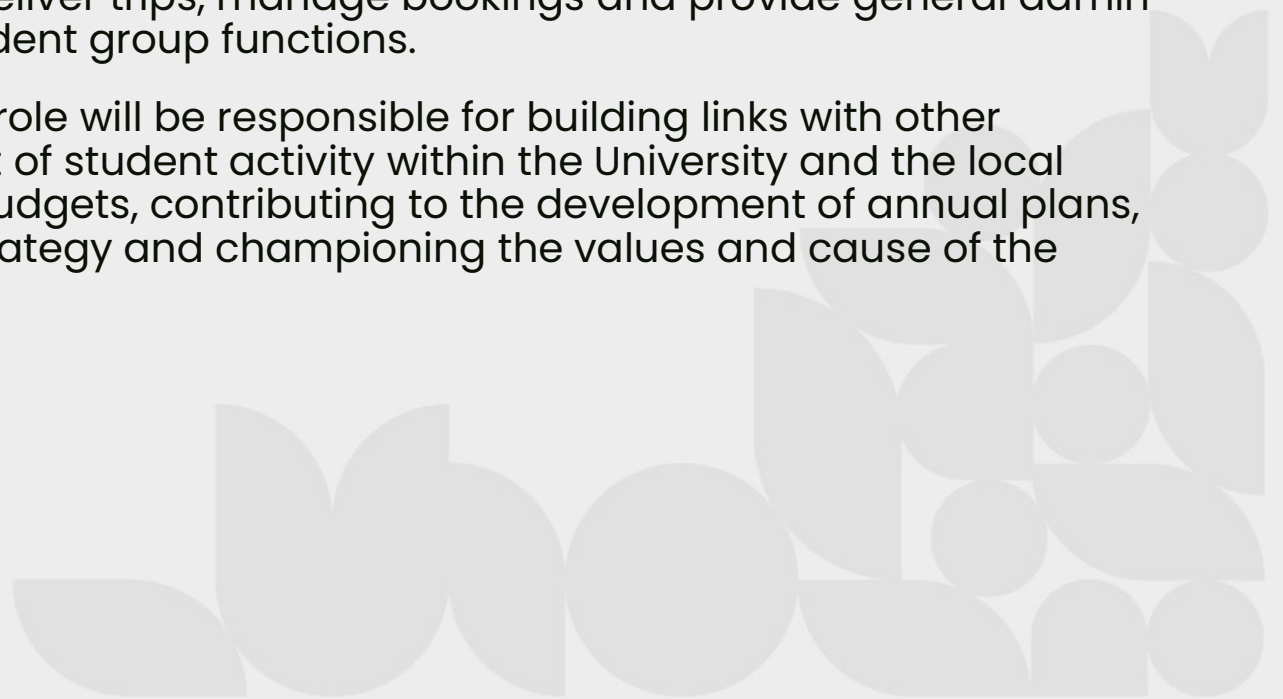 eliver trips, manage bookings and provide general admin
dent group functions.
role will be responsible for building links with other
of student activity within the University and the local
udgets, contributing to the development of annual plans,
ategy and championing the values and cause of the